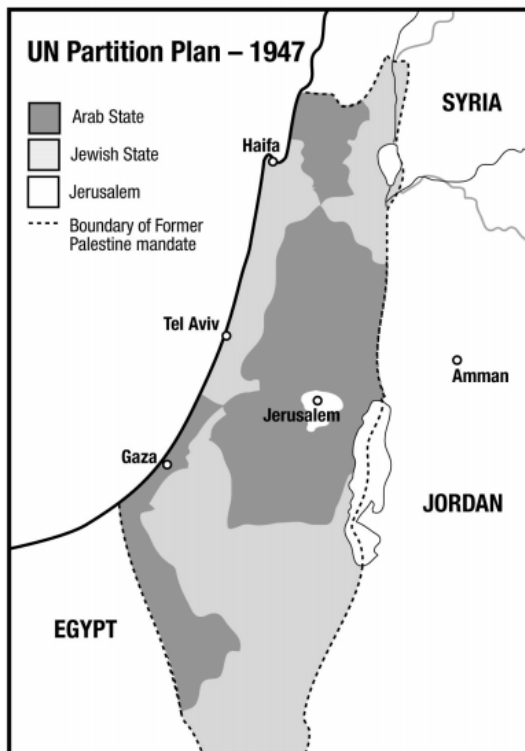 UN Partition Plan – 1947
Arab State
Jewish State
Jerusalem
Boundary of Former
Palestine mandate
SYRIA
Haifa
Tel Aviv
Amman
Jerusalem
Gaza
JORDAN
EGYPT